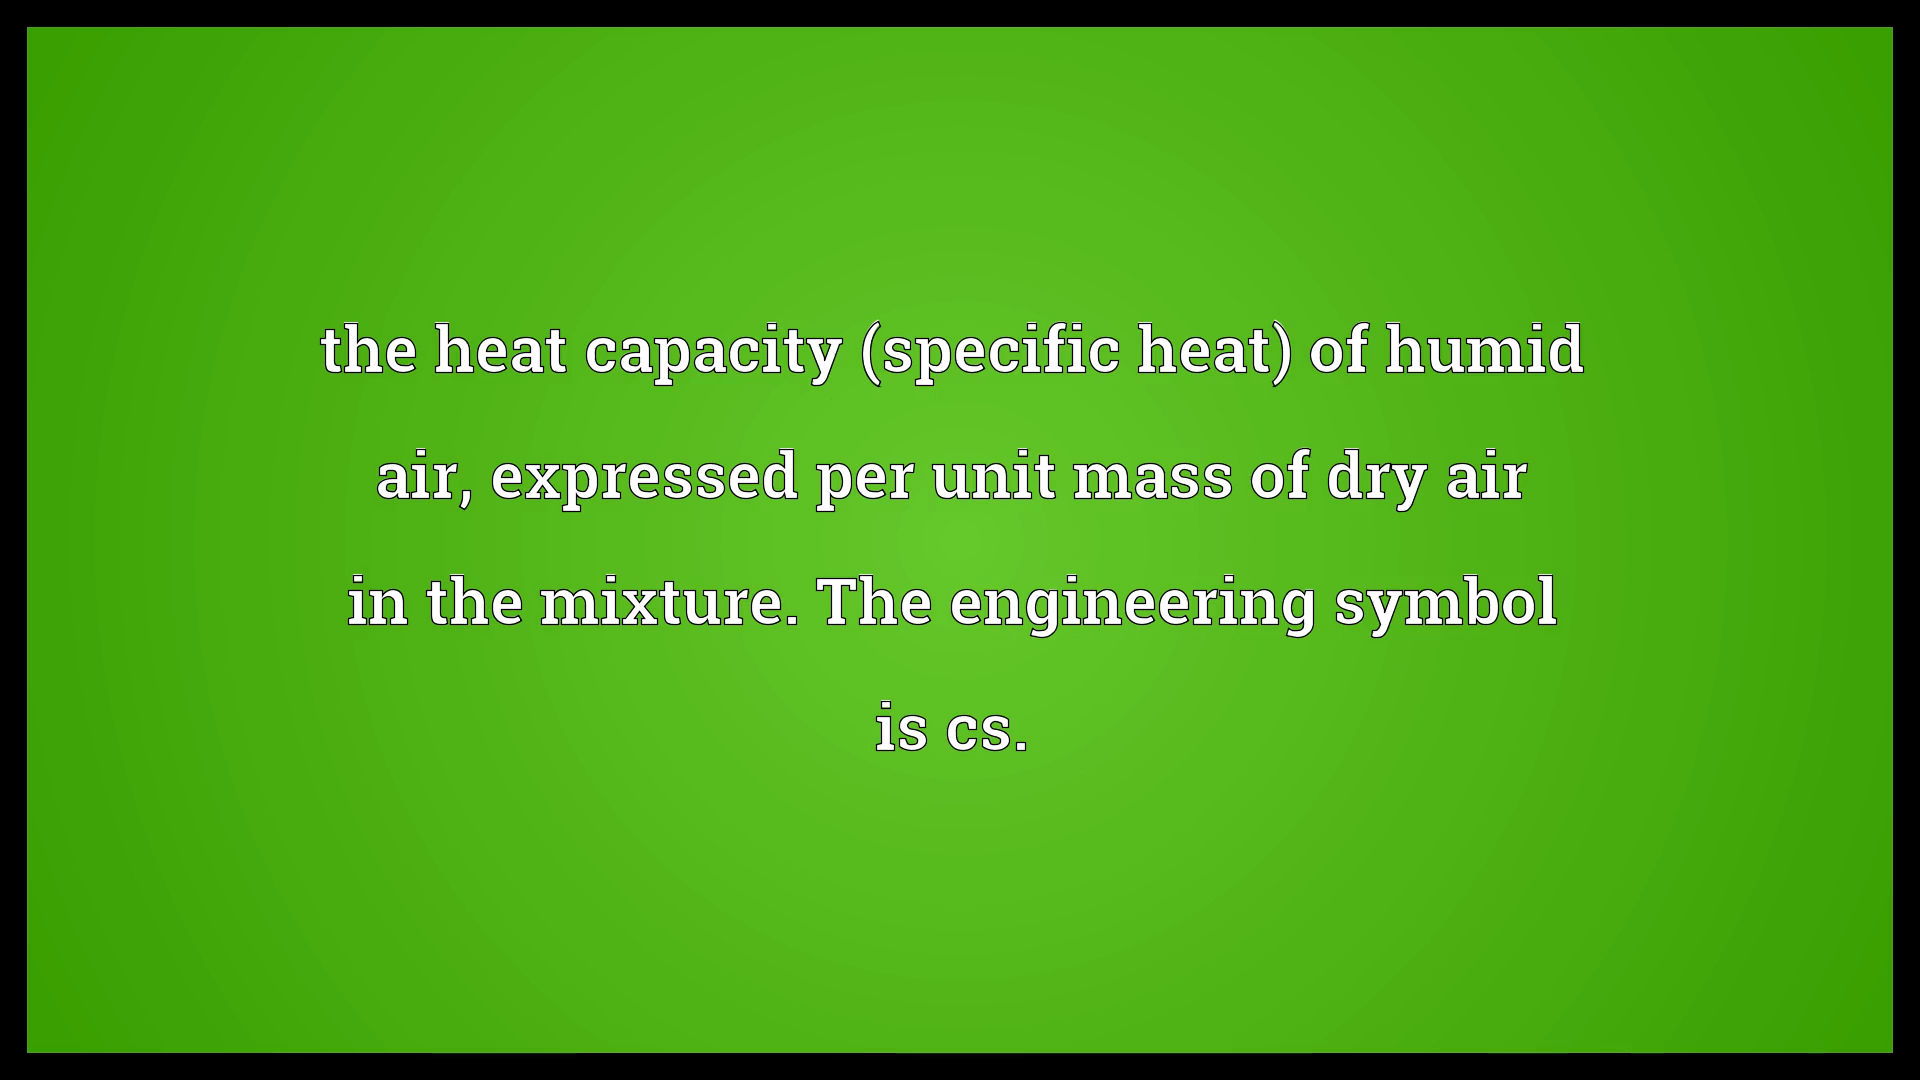 the heat capacity (specific heat) of humid
air, expressed per unit mass of dry air
in the mixture. The engineering symbol
is cs.